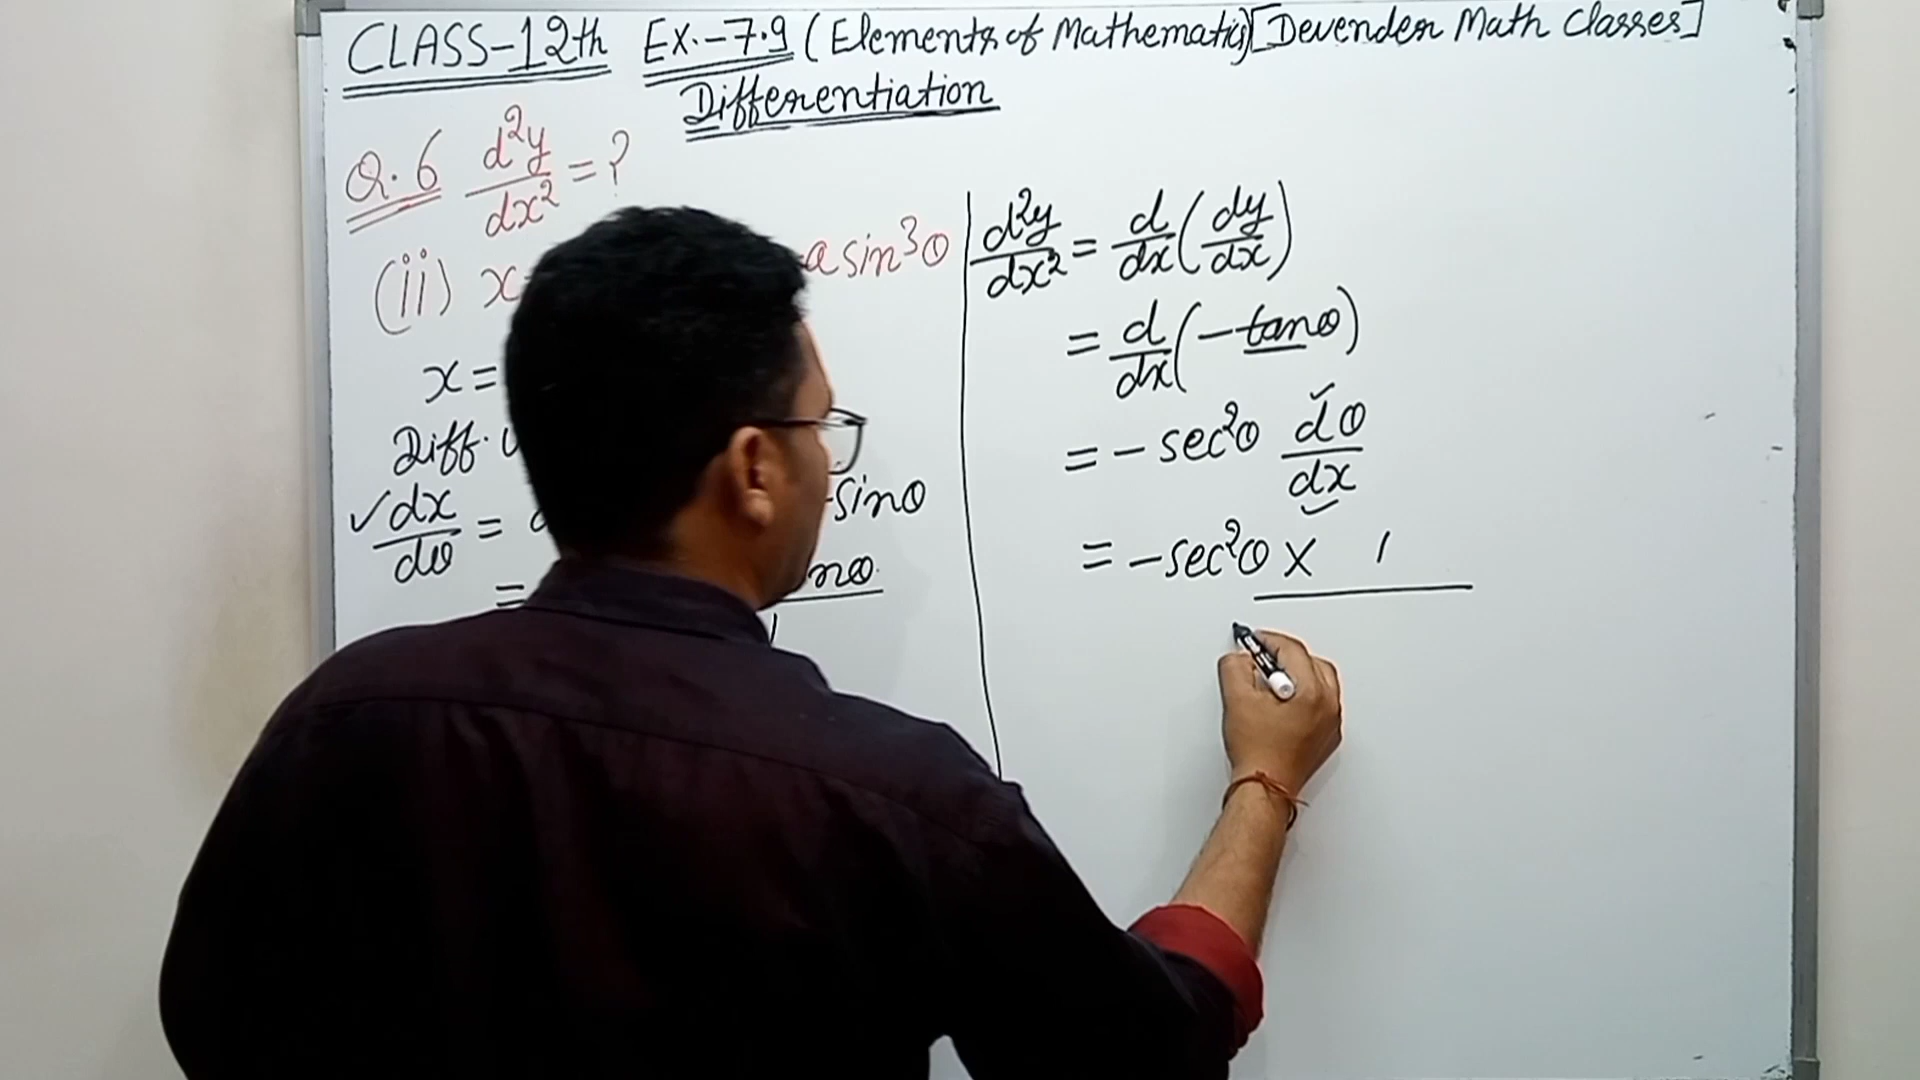 CLASS-12th EX.-7.9 (Elements of Mathematics) [Devender Math Classes]
Differentiation
Q.6 d²y/dx² = ?
(ii) x a sin³θ
x =
Diff.
✓dx/dθ = sinθ
=
d²y/dx² = d/dx (dy/dx)
= d/dx (-tanθ)
= -sec²θ dθ/dx
= -sec²θ × 1